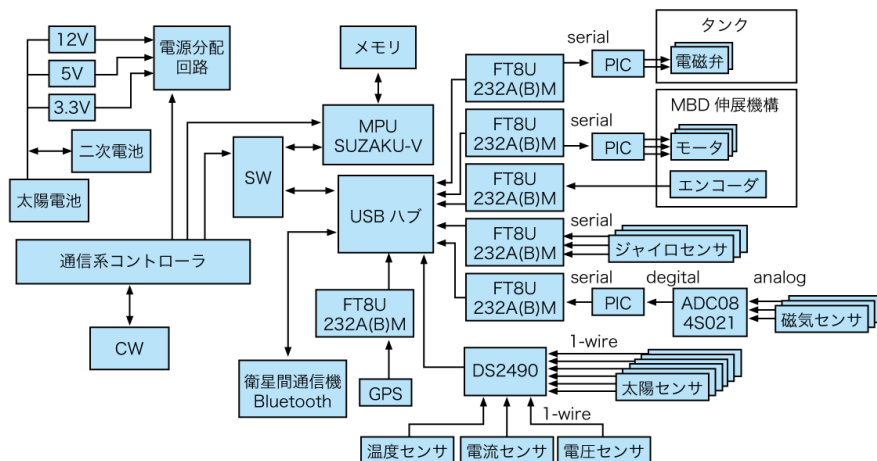 12V
5V
3.3V
電源分配
回路
二次電池
太陽電池
通信系コントローラ
CW
メモリ
MPU
SUZAKU-V
SW
USB ハブ
FT8U
232A(B)M
GPS
衛星間通信機
Bluetooth
FT8U
232A(B)M
serial
PIC
タンク
電磁弁
FT8U
232A(B)M
serial
PIC
MBD 伸展機構
モータ
FT8U
232A(B)M
エンコーダ
FT8U
232A(B)M
serial
ジャイロセンサ
FT8U
232A(B)M
serial
PIC
degital
ADC08
4S021
analog
磁気センサ
DS2490
1-wire
太陽センサ
1-wire
温度センサ
電流センサ
電圧センサ